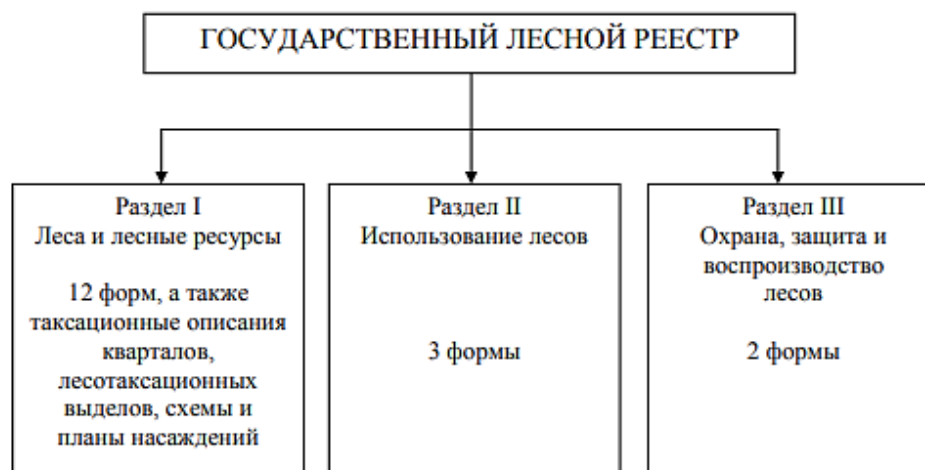 ГОСУДАРСТВЕННЫЙ ЛЕСНОЙ РЕЕСТР
Раздел I
Леса и лесные ресурсы
12 форм, а также
таксационные описания
кварталов,
лесотаксационных
выделов, схемы и
планы насаждений
Раздел II
Использование лесов
3 формы
Раздел III
Охрана, защита и
воспроизводство
лесов
2 формы